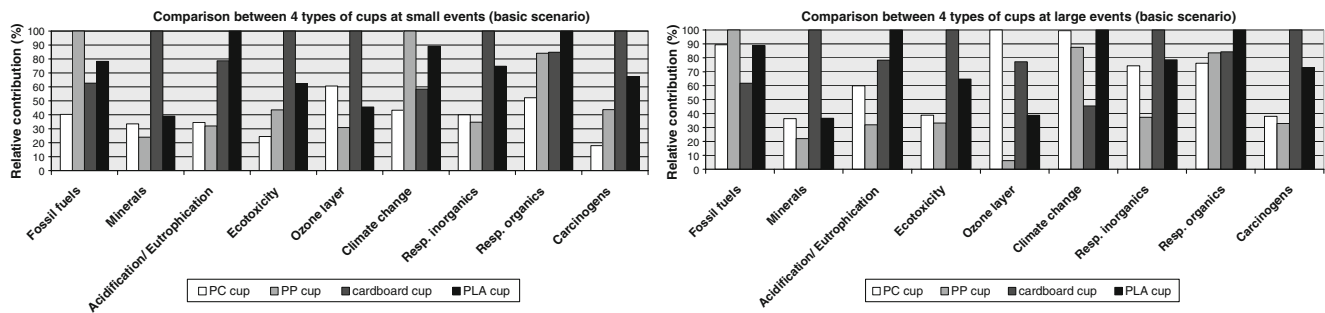 Comparison between 4 types of cups at small events (basic scenario)
Relative contribution (%)
100
90
80
70
60
50
40
30
20
10
0
Fossil fuels
Minerals
Acidification/ Eutrophication
Ecotoxicity
Ozone layer
Climate change
Resp. inorganics
Resp. organics
Carcinogens
PC cup PP cup cardboard cup PLA cup
Comparison between 4 types of cups at large events (basic scenario)
Relative contribution (%)
100
90
80
70
60
50
40
30
20
10
0
Fossil fuels
Minerals
Acidification/ Eutrophication
Ecotoxicity
Ozone layer
Climate change
Resp. inorganics
Resp. organics
Carcinogens
PC cup PP cup cardboard cup PLA cup